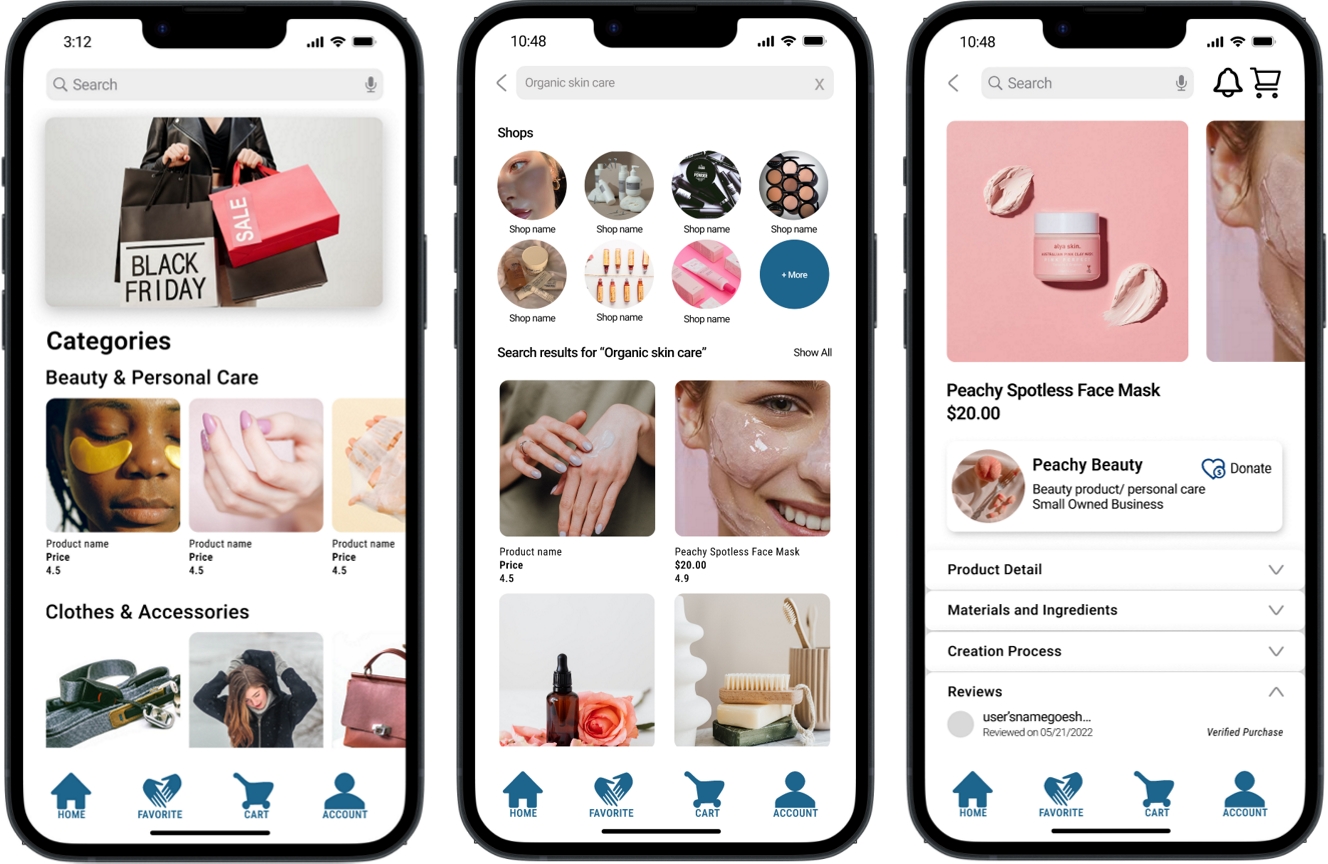 3:12
Search
BLACK
FRIDAY
SALE
Categories
Beauty & Personal Care
Product name
Price
4.5
Product name
Price
4.5
Product name
Price
4.5
Clothes & Accessories
HOME
FAVORITE
CART
ACCOUNT
10:48
Organic skin care
X
Shops
Shop name
Shop name
Shop name
Shop name
Shop name
Shop name
Shop name
+ More
Search results for “Organic skin care”
Show All
Product name
Price
4.5
Peachy Spotless Face Mask
$20.00
4.9
HOME
FAVORITE
CART
ACCOUNT
10:48
Search
alya skin.
AUSTRALIAN PINK CLAY MASK
Peachy Spotless Face Mask
$20.00
Peachy Beauty
Donate
Beauty product/ personal care
Small Owned Business
Product Detail
Materials and Ingredients
Creation Process
Reviews
user'snamegoesh...
Reviewed on 05/21/2022
Verified Purchase
HOME
FAVORITE
CART
ACCOUNT